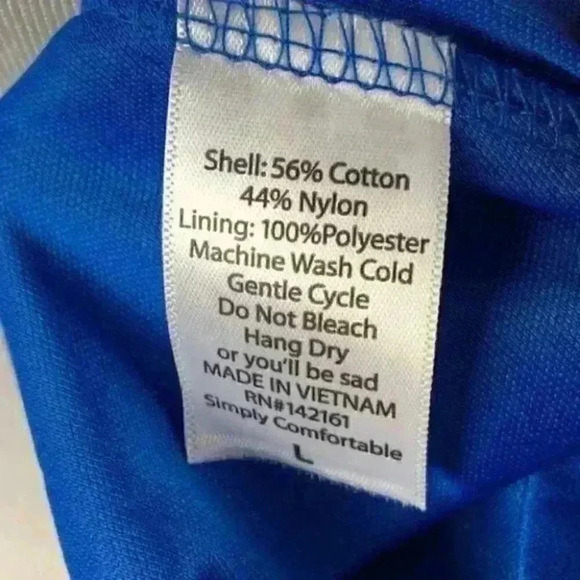 Shell: 56% Cotton
44% Nylon
Lining: 100%Polyester
Machine Wash Cold
Gentle Cycle
Do Not Bleach
Hang Dry
or you'll be sad
MADE IN VIETNAM
RN#142161
Simply Comfortable
L